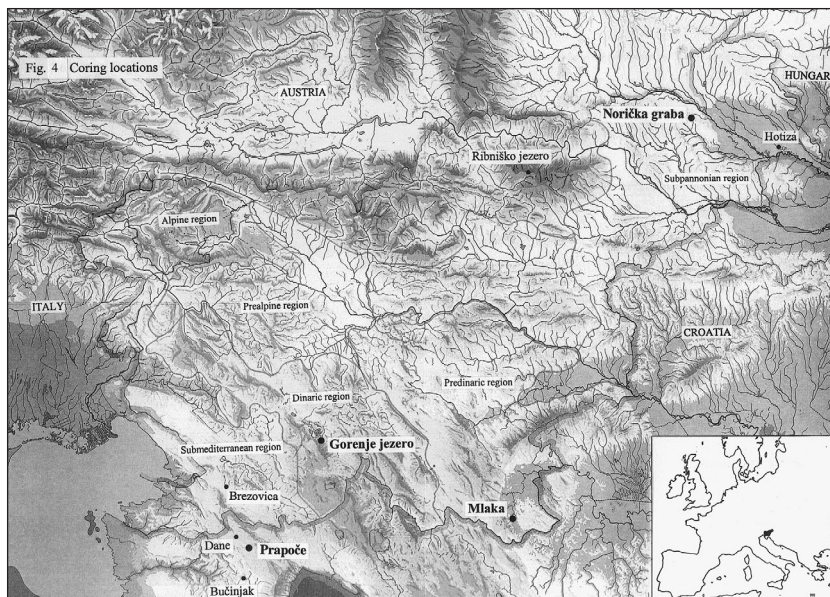 Fig. 4 Coring locations
AUSTRIA
HUNGAR
Norička graba
Hotiza
Ribniško jezero
Subpannonian region
Alpine region
ITALY
Prealpine region
CROATIA
Predinaric region
Dinaric region
Gorenje jezero
Submediterranean region
Brezovica
Mlaka
Dane
Prapoče
Bučinjak